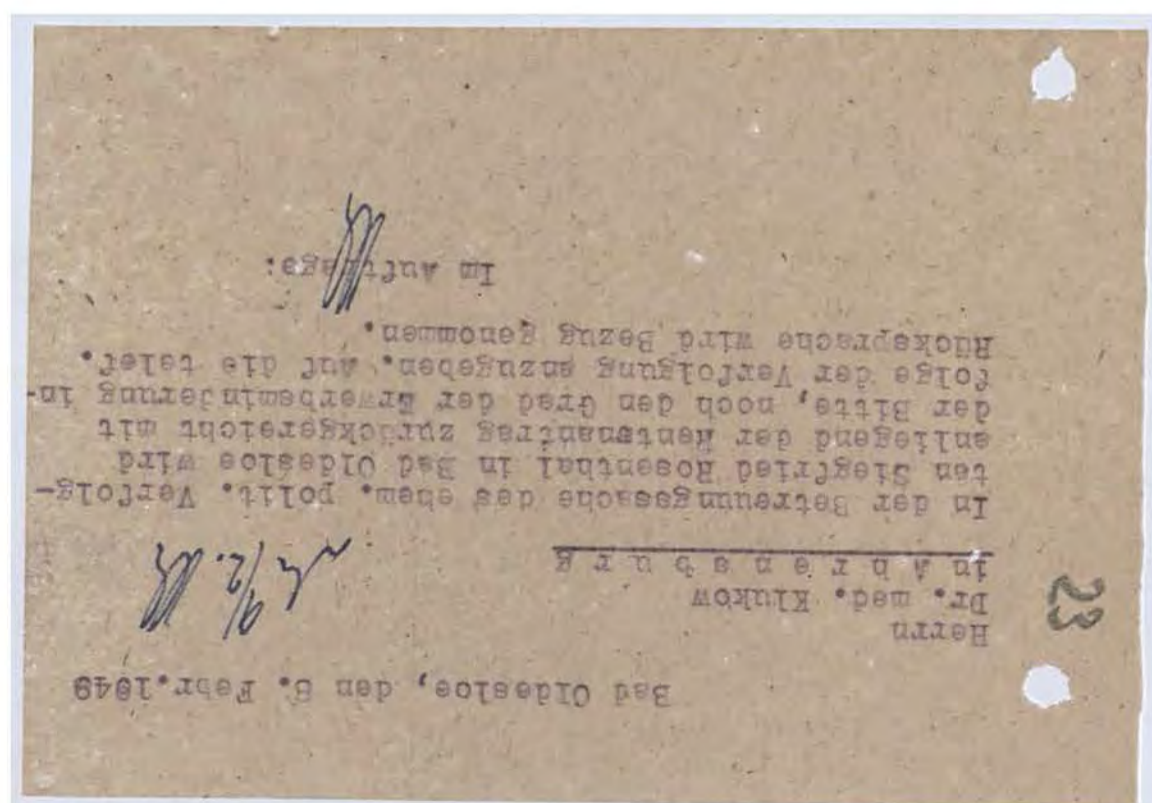 Bad Oldesloe, den 8. Febr.1949
23
Herrn
Dr. med. Klukow
in A h r e n s b u r g
9/2.
In der Betreuungssache des ehem. polit. Verfolg-
ten Siegfried Rosenthal in Bad Oldesloe wird
anliegend der Rentenantrag zurückgereicht mit
der Bitte, noch den Grad der Erwerbsminderung in-
folge der Verfolgung anzugeben. Auf die telef.
Rücksprache wird Bezug genommen.
Im Auftrage: